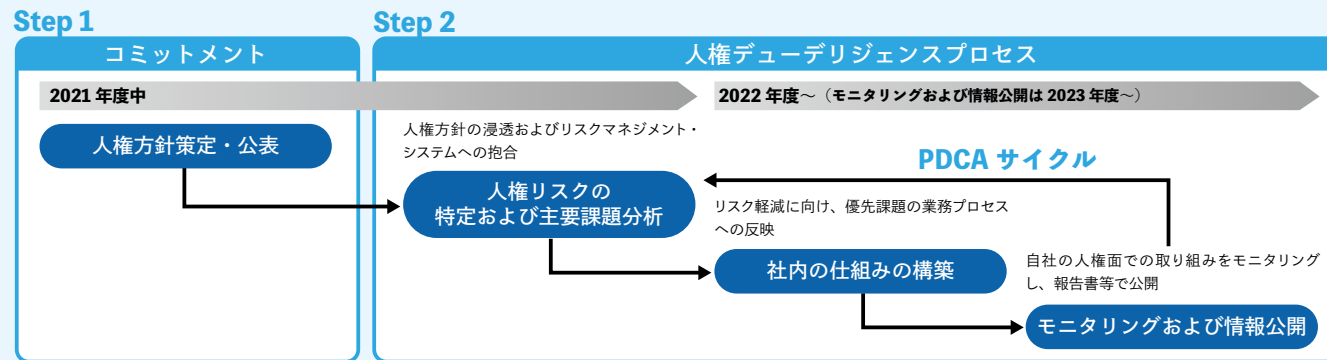 Step 1
Step 2
コミットメント
人権デューデリジェンスプロセス
2021 年度中
2022 年度～（モニタリングおよび情報公開は 2023 年度～）
人権方針策定・公表
人権方針の浸透およびリスクマネジメント・
システムへの抱合
PDCA サイクル
人権リスクの
特定および主要課題分析
リスク軽減に向け、優先課題の業務プロセス
への反映
社内の仕組みの構築
自社の人権面での取り組みをモニタリング
し、報告書等で公開
モニタリングおよび情報公開